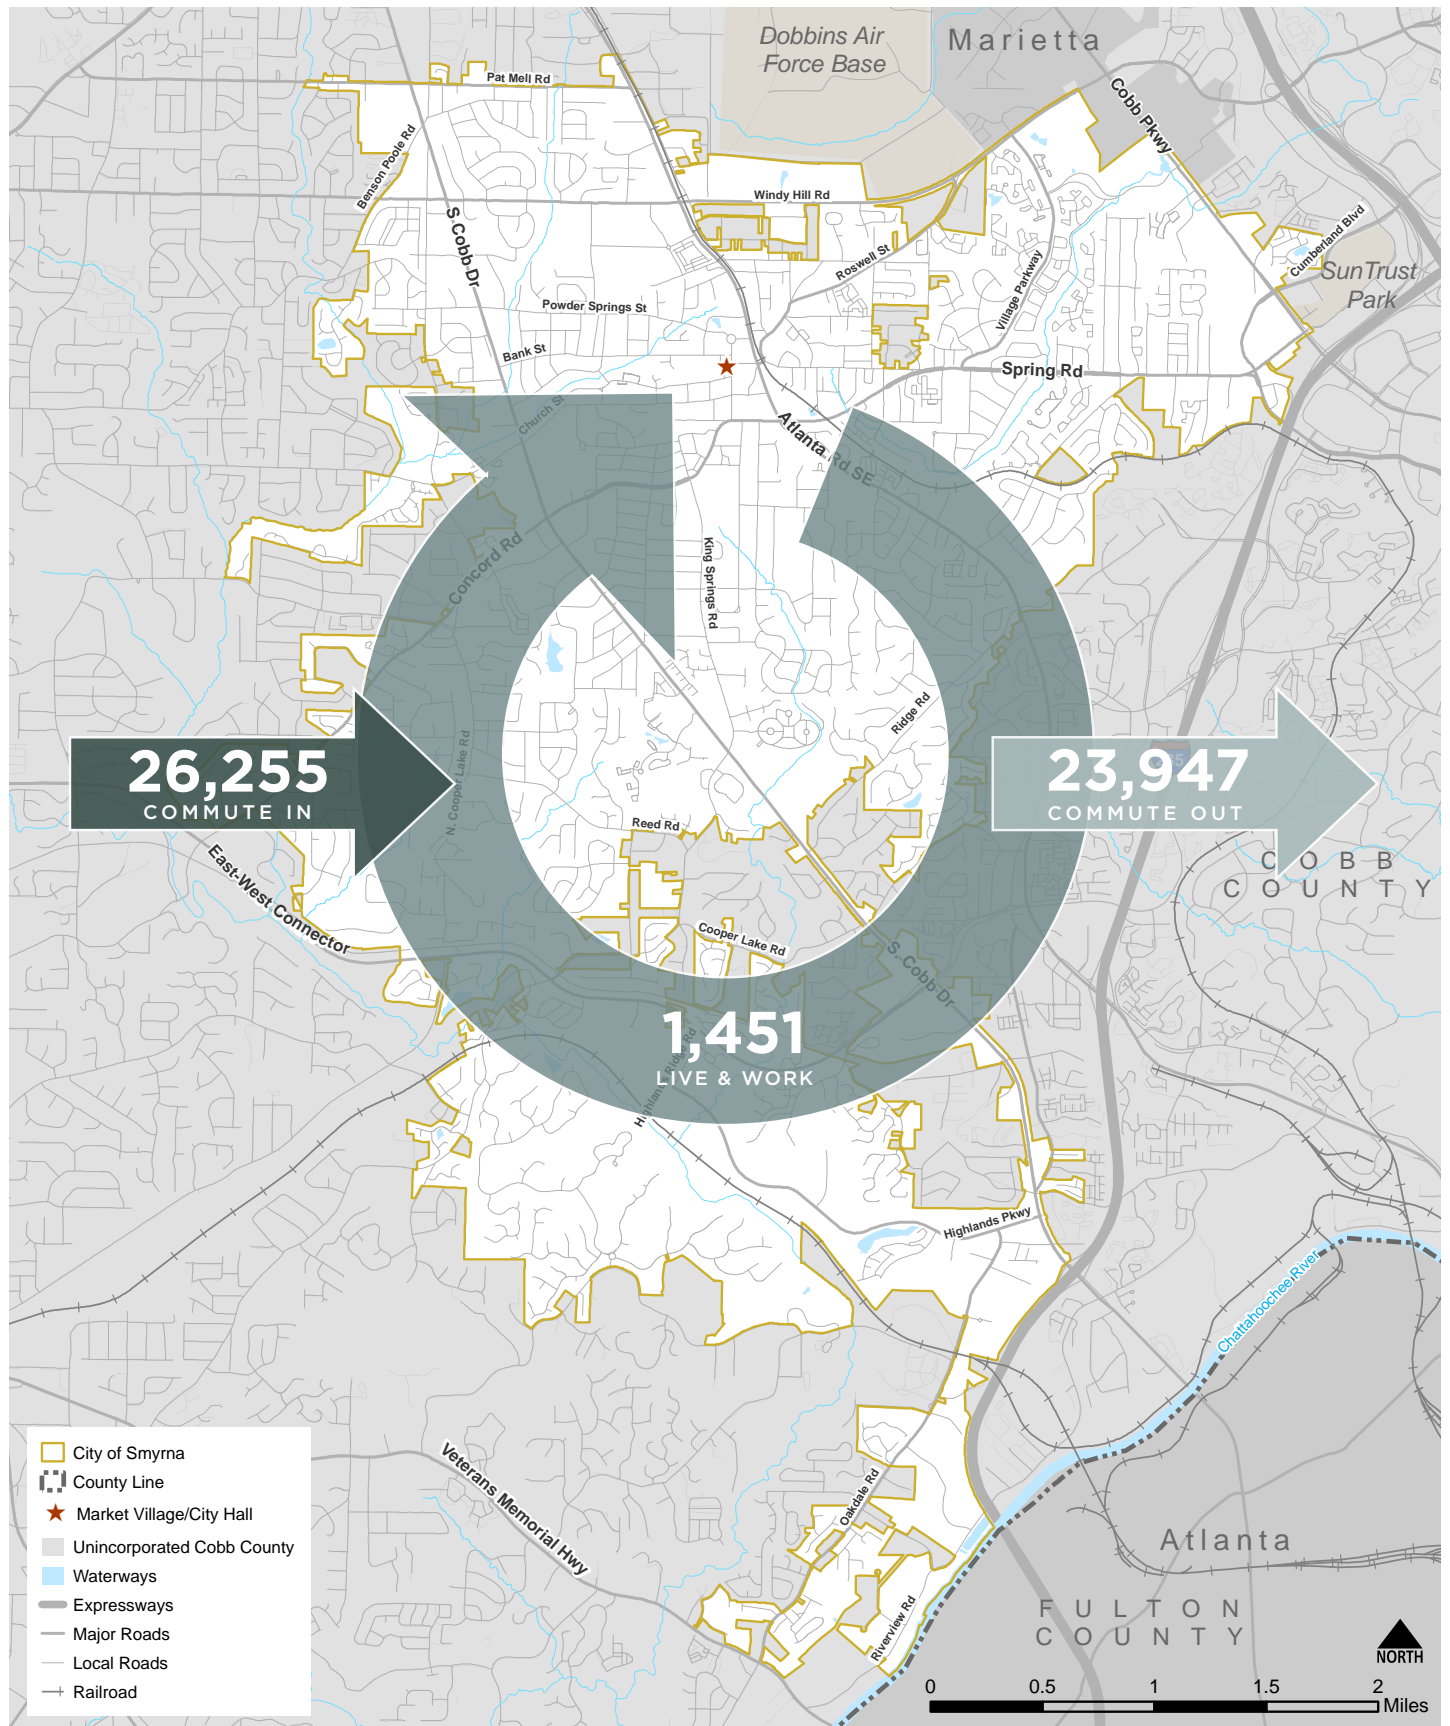 Dobbins Air
Force Base
Marietta
Pat Mell Rd
Cobb Pkwy
Benson Poole Rd
Windy Hill Rd
S Cobb Dr
Roswell St
Village Parkway
Cumberland Blvd
SunTrust
Park
Powder Springs St
Bank St
Spring Rd
Church St
Atlanta Rd SE
Concord Rd
King Springs Rd
Ridge Rd
N. Cooper Lake Rd
26,255
COMMUTE IN
285
23,947
COMMUTE OUT
Reed Rd
COBB
COUNTY
East-West Connector
Cooper Lake Rd
S. Cobb Dr
1,451
LIVE & WORK
Highlands Ridge Rd
Highlands Pkwy
Chattahoochee River
Veterans Memorial Hwy
Oakdale Rd
Riverview Rd
Atlanta
FULTON
COUNTY
City of Smyrna
County Line
Market Village/City Hall
Unincorporated Cobb County
Waterways
Expressways
Major Roads
Local Roads
Railroad
NORTH
0 0.5 1 1.5 2
Miles